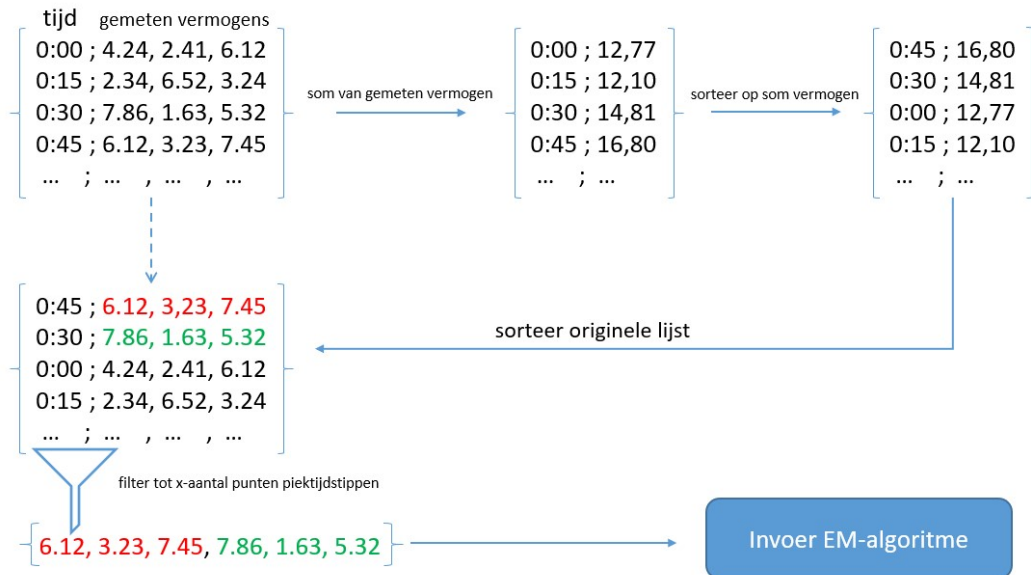 tijd gemeten vermogens
0:00 ; 4.24, 2.41, 6.12
0:15 ; 2.34, 6.52, 3.24
0:30 ; 7.86, 1.63, 5.32
0:45 ; 6.12, 3.23, 7.45
... ; ... , ... , ...
som van gemeten vermogen
0:00 ; 12,77
0:15 ; 12,10
0:30 ; 14,81
0:45 ; 16,80
... ; ...
sorteer op som vermogen
0:45 ; 16,80
0:30 ; 14,81
0:00 ; 12,77
0:15 ; 12,10
... ; ...
sorteer originele lijst
0:45 ; 6.12, 3,23, 7.45
0:30 ; 7.86, 1.63, 5.32
0:00 ; 4.24, 2.41, 6.12
0:15 ; 2.34, 6.52, 3.24
... ; ... , ... , ...
filter tot x-aantal punten piektijdstippen
6.12, 3.23, 7.45, 7.86, 1.63, 5.32
Invoer EM-algoritme